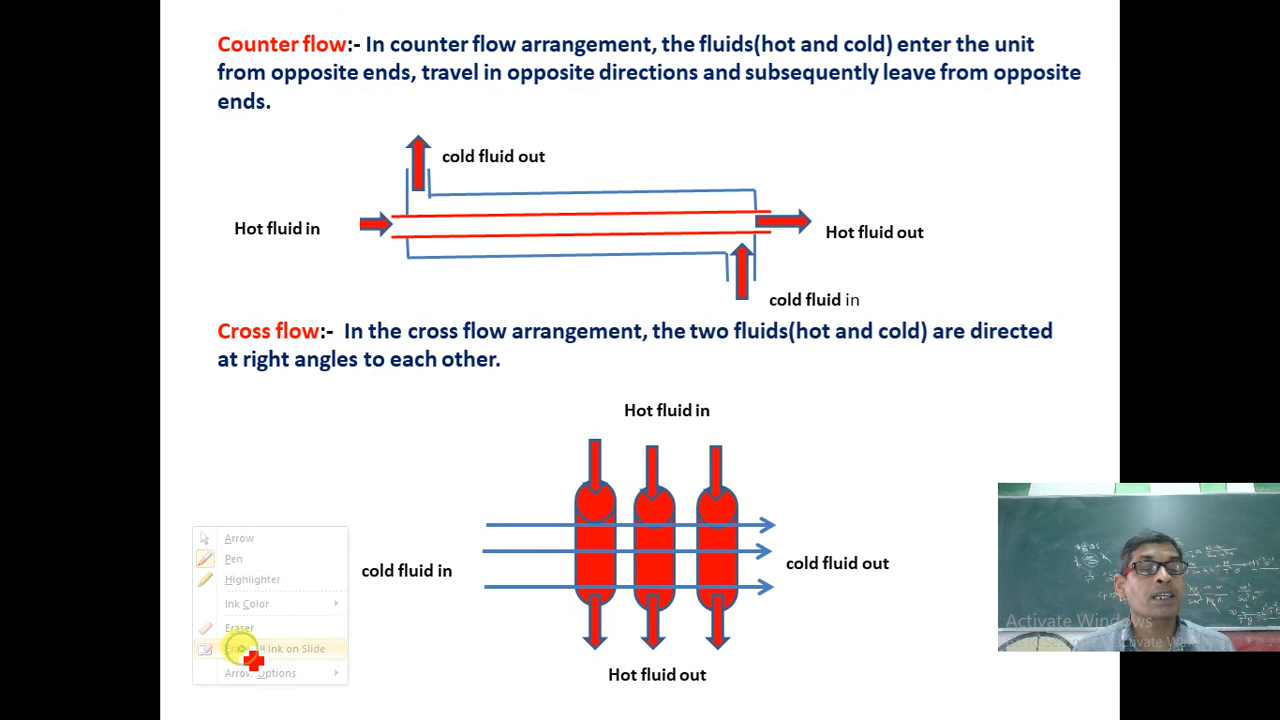 Counter flow:- In counter flow arrangement, the fluids(hot and cold) enter the unit
from opposite ends, travel in opposite directions and subsequently leave from opposite
ends.
cold fluid out
Hot fluid in
Hot fluid out
cold fluid in
Cross flow:- In the cross flow arrangement, the two fluids(hot and cold) are directed
at right angles to each other.
Hot fluid in
cold fluid in
cold fluid out
Hot fluid out
Arrow
Pen
Highlighter
Ink Color
Eraser
Ink on Slide
Options
Activate Windows